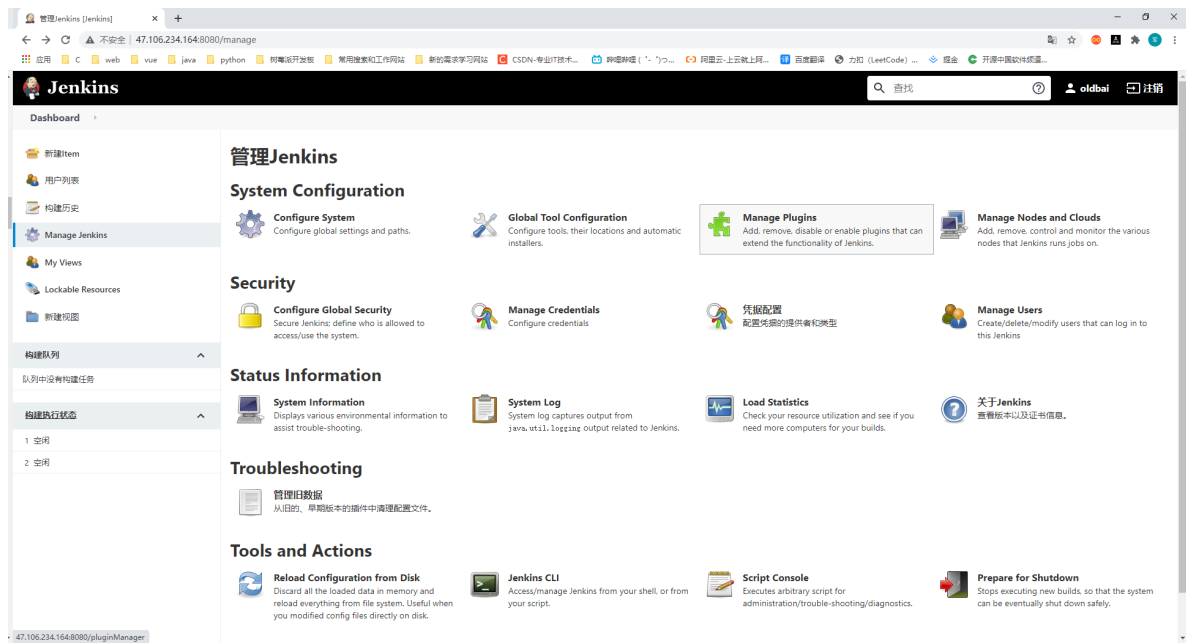 管理Jenkins [Jenkins]
不安全 | 47.106.234.164:8080/manage
应用 C web vue java python 树莓派开发板 常用搜索和工作网站 新的需求学习网站 CSDN-专业IT技术... 哔哩哔哩 ( ゜- ゜)つ... 阿里云-上云就上阿... 百度翻译 力扣 (LeetCode) ... 掘金 开源中国软件频道...
Jenkins
查找
oldbai
注销
Dashboard
新建Item
用户列表
构建历史
Manage Jenkins
My Views
Lockable Resources
新建视图
构建队列
队列中没有构建任务
构建执行状态
1 空闲
2 空闲
管理Jenkins
System Configuration
Configure System
Configure global settings and paths.
Global Tool Configuration
Configure tools, their locations and automatic
installers.
Manage Plugins
Add, remove, disable or enable plugins that can
extend the functionality of Jenkins.
Manage Nodes and Clouds
Add, remove, control and monitor the various
nodes that Jenkins runs jobs on.
Security
Configure Global Security
Secure Jenkins; define who is allowed to
access/use the system.
Manage Credentials
Configure credentials
凭据配置
配置凭据的提供者和类型
Manage Users
Create/delete/modify users that can log in to
this Jenkins
Status Information
System Information
Displays various environmental information to
assist trouble-shooting.
System Log
System log captures output from
java.util.logging output related to Jenkins.
Load Statistics
Check your resource utilization and see if you
need more computers for your builds.
关于Jenkins
查看版本以及证书信息。
Troubleshooting
管理旧数据
从旧的、早期版本的插件中清理配置文件。
Tools and Actions
Reload Configuration from Disk
Discard all the loaded data in memory and
reload everything from file system. Useful when
you modified config files directly on disk.
Jenkins CLI
Access/manage Jenkins from your shell, or from
your script.
Script Console
Executes arbitrary script for
administration/trouble-shooting/diagnostics.
Prepare for Shutdown
Stops executing new builds, so that the system
can be eventually shut down safely.
47.106.234.164:8080/pluginManager